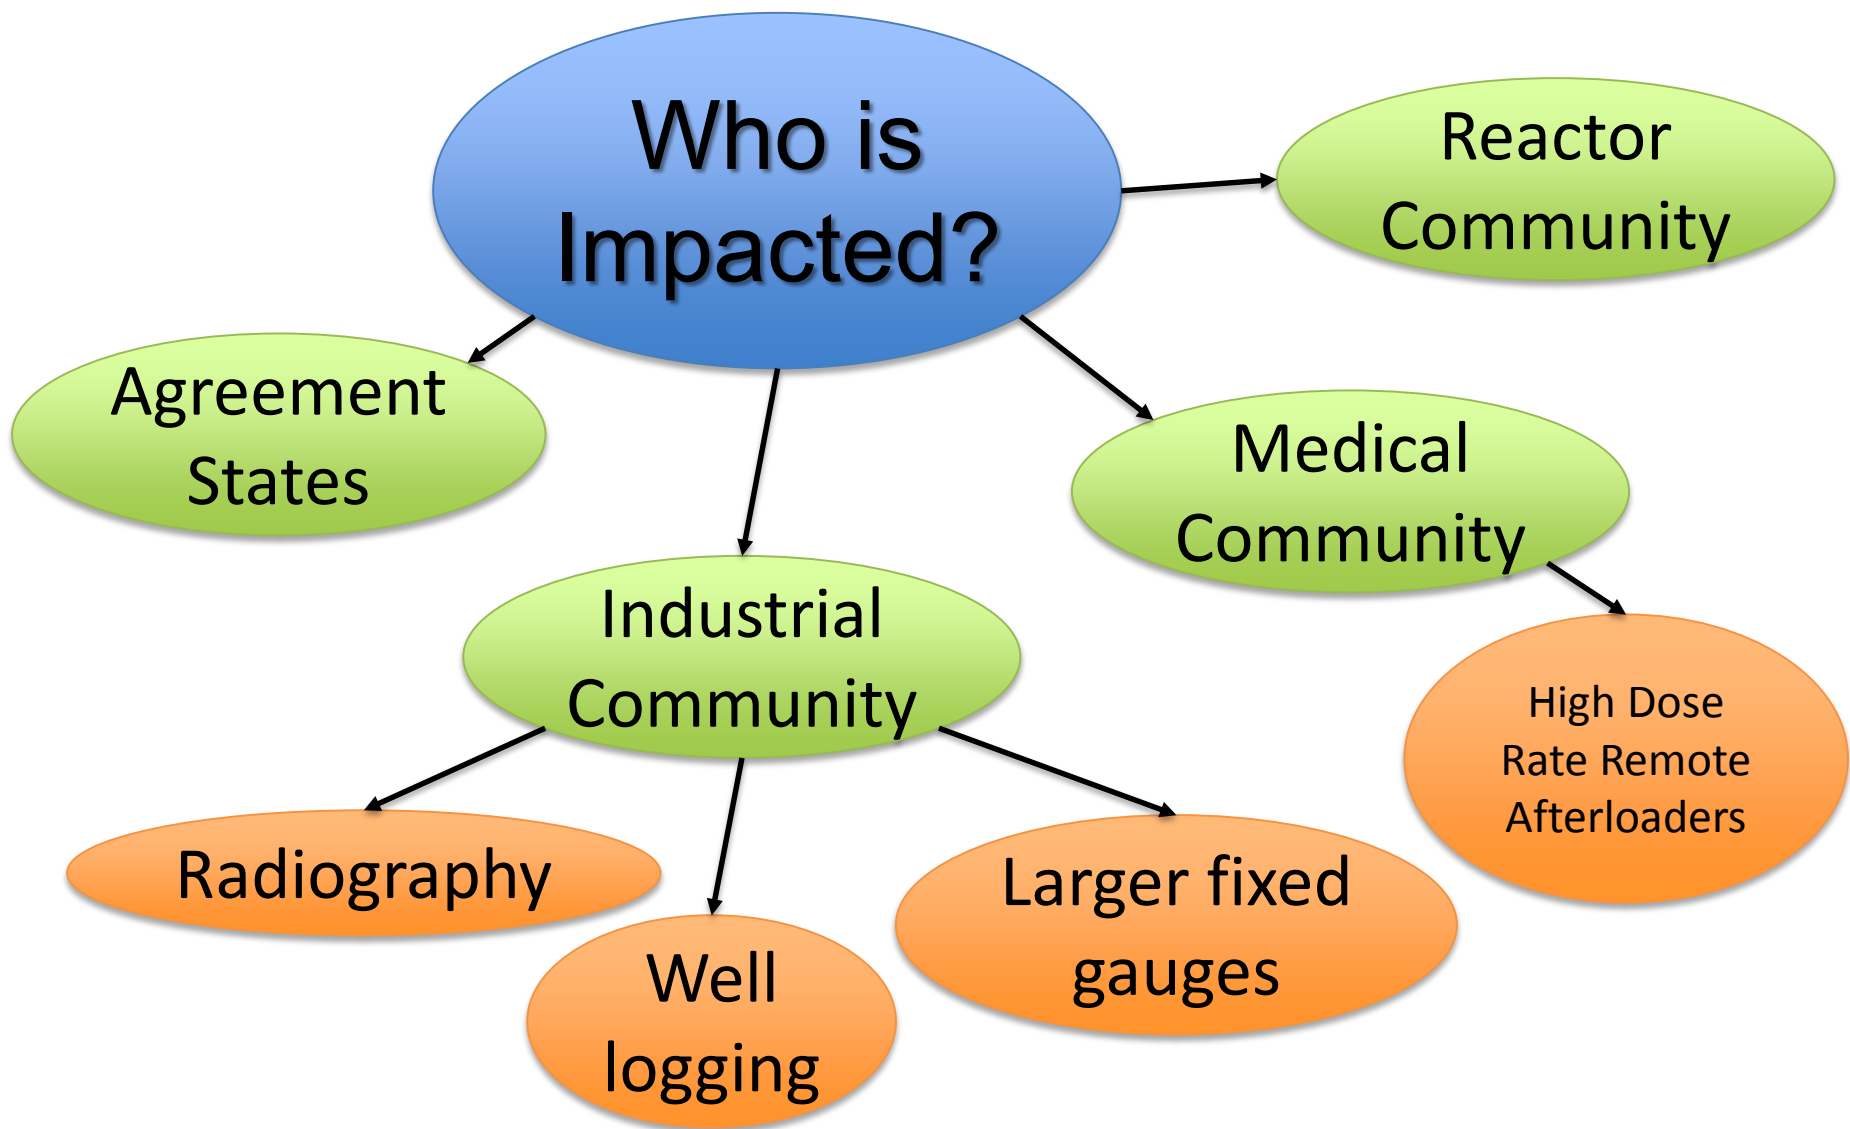 Who is
Impacted?
Reactor
Community
Agreement
States
Medical
Community
Industrial
Community
High Dose
Rate Remote
Afterloaders
Radiography
Larger fixed
gauges
Well
logging